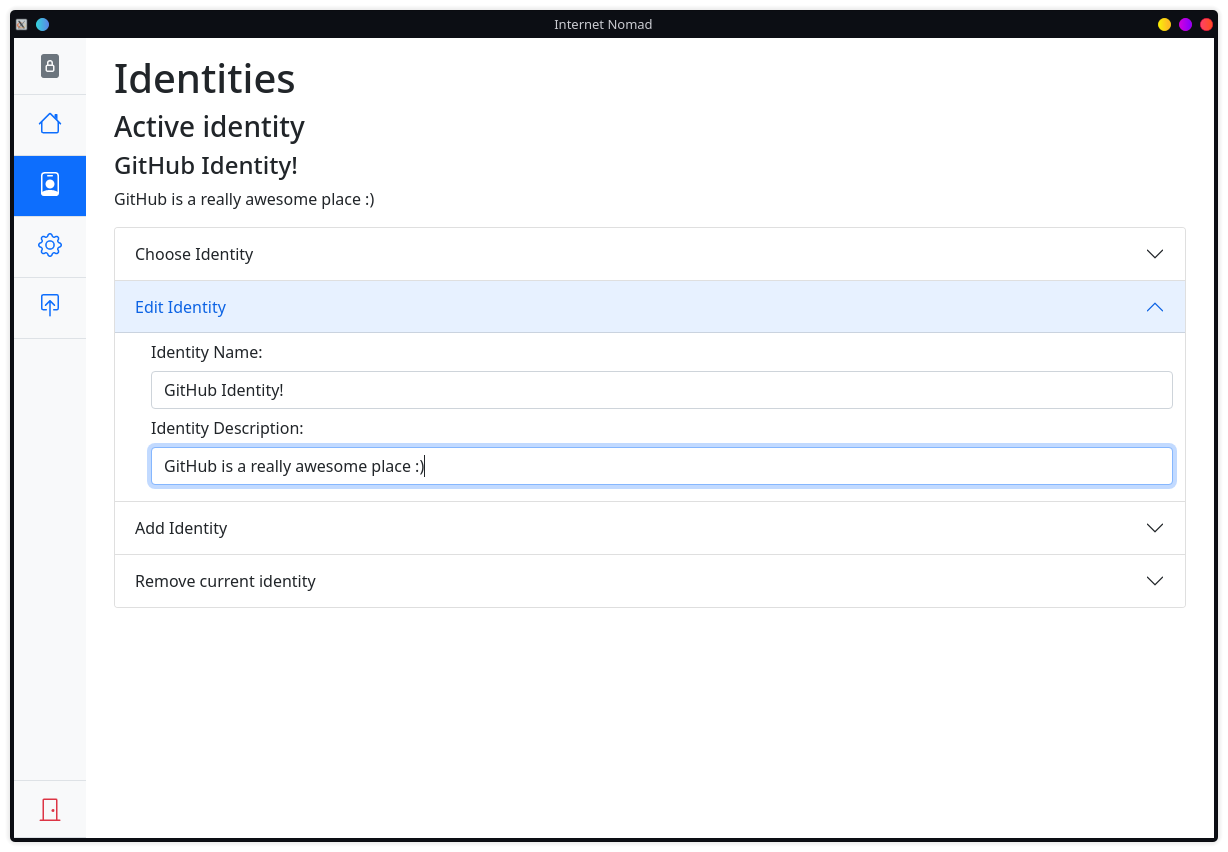 Internet Nomad
Identities
Active identity
GitHub Identity!
GitHub is a really awesome place :)
Choose Identity
Edit Identity
Identity Name:
GitHub Identity!
Identity Description:
GitHub is a really awesome place :)
Add Identity
Remove current identity